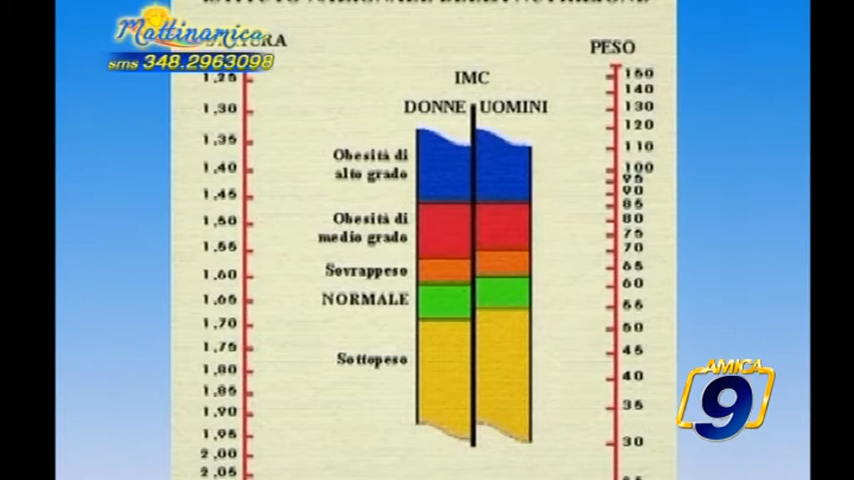 Mattinamica
sms 348.2963098
PESO
IMC
DONNE UOMINI
Obesità di
alto grado
Obesità di
medio grado
Sovrappeso
NORMALE
Sottopeso
1,25
1,30
1,35
1,40
1,45
1,50
1,55
1,60
1,65
1,70
1,75
1,80
1,85
1,90
1,95
2,00
2,05
160
140
130
120
110
100
95
90
85
80
75
70
65
60
55
50
45
40
35
30
AMICA
9